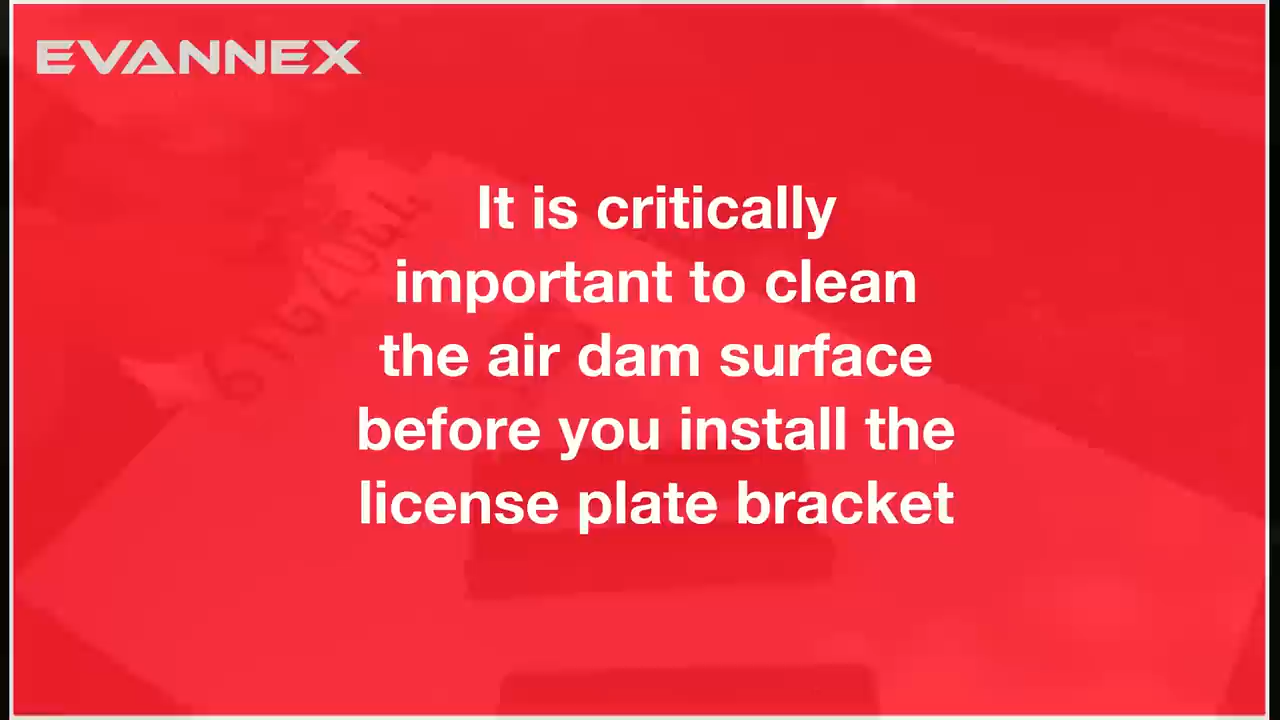 EVANNEX
It is critically
important to clean
the air dam surface
before you install the
license plate bracket